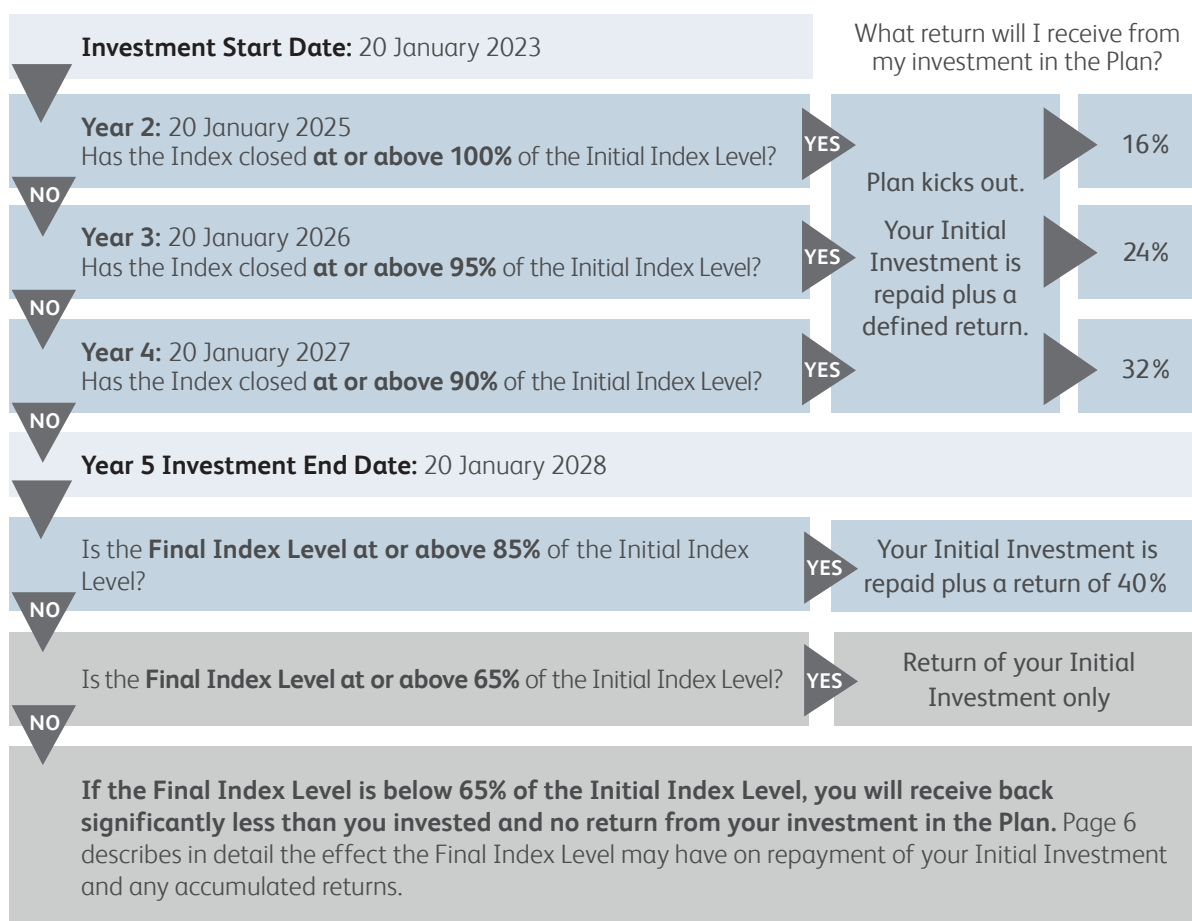 Investment Start Date: 20 January 2023
What return will I receive from
my investment in the Plan?
Year 2: 20 January 2025
Has the Index closed at or above 100% of the Initial Index Level?
YES
16%
NO
Year 3: 20 January 2026
Has the Index closed at or above 95% of the Initial Index Level?
YES
Plan kicks out.
Your Initial
Investment is
repaid plus a
defined return.
24%
NO
Year 4: 20 January 2027
Has the Index closed at or above 90% of the Initial Index Level?
YES
32%
NO
Year 5 Investment End Date: 20 January 2028
Is the Final Index Level at or above 85% of the Initial Index
Level?
YES
Your Initial Investment is
repaid plus a return of 40%
NO
Is the Final Index Level at or above 65% of the Initial Index Level?
YES
Return of your Initial
Investment only
NO
If the Final Index Level is below 65% of the Initial Index Level, you will receive back
significantly less than you invested and no return from your investment in the Plan. Page 6
describes in detail the effect the Final Index Level may have on repayment of your Initial Investment
and any accumulated returns.